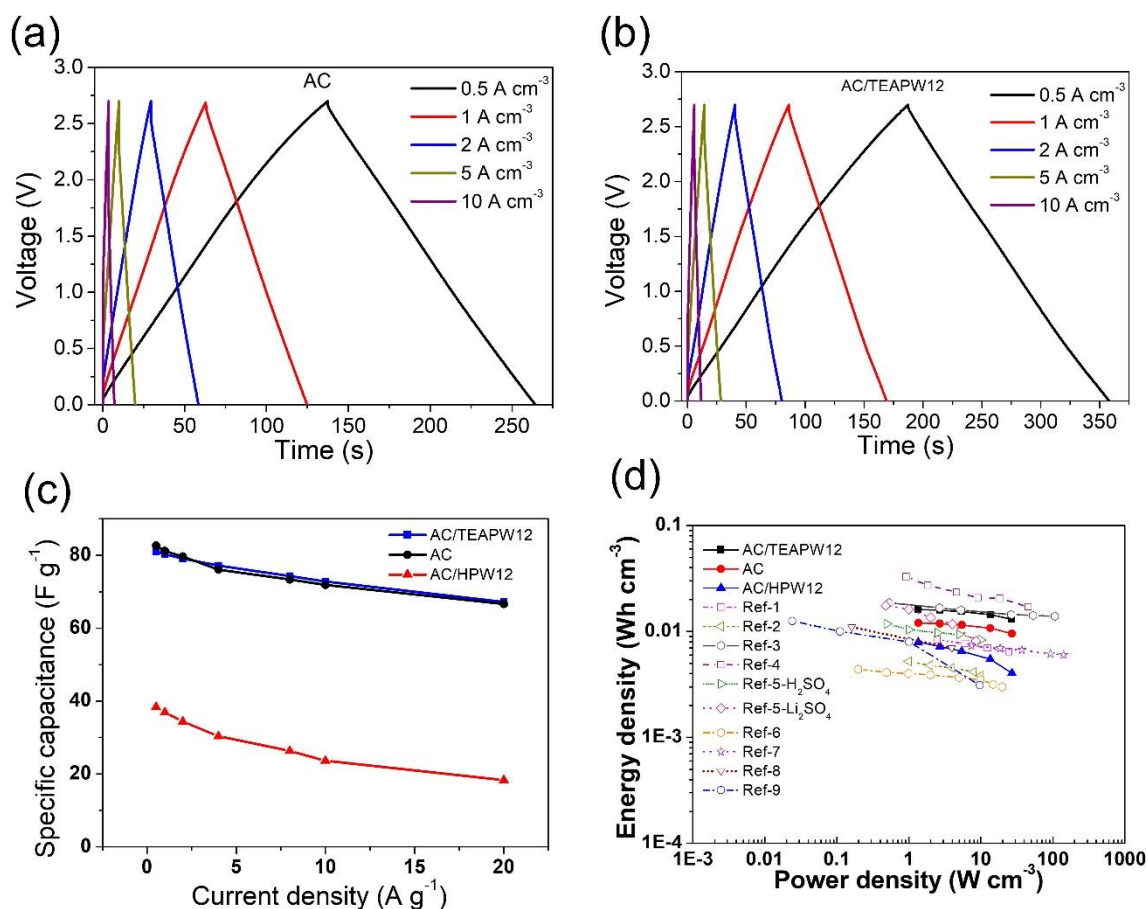 (a)
AC
0.5 A cm⁻³
1 A cm⁻³
2 A cm⁻³
5 A cm⁻³
10 A cm⁻³
3.0
2.5
2.0
1.5
1.0
0.5
0.0
Voltage (V)
0 50 100 150 200 250
Time (s)
(b)
AC/TEAPW12
0.5 A cm⁻³
1 A cm⁻³
2 A cm⁻³
5 A cm⁻³
10 A cm⁻³
3.0
2.5
2.0
1.5
1.0
0.5
0.0
Voltage (V)
0 50 100 150 200 250 300 350
Time (s)
(c)
AC/TEAPW12
AC
AC/HPW12
80
60
40
20
0
Specific capacitance (F g⁻¹)
0 5 10 15 20
Current density (A g⁻¹)
(d)
0.1
0.01
1E-3
1E-4
Energy density (Wh cm⁻³)
AC/TEAPW12
AC
AC/HPW12
Ref-1
Ref-2
Ref-3
Ref-4
Ref-5-H₂SO₄
Ref-5-Li₂SO₄
Ref-6
Ref-7
Ref-8
Ref-9
1E-3 0.01 0.1 1 10 100 1000
Power density (W cm⁻³)